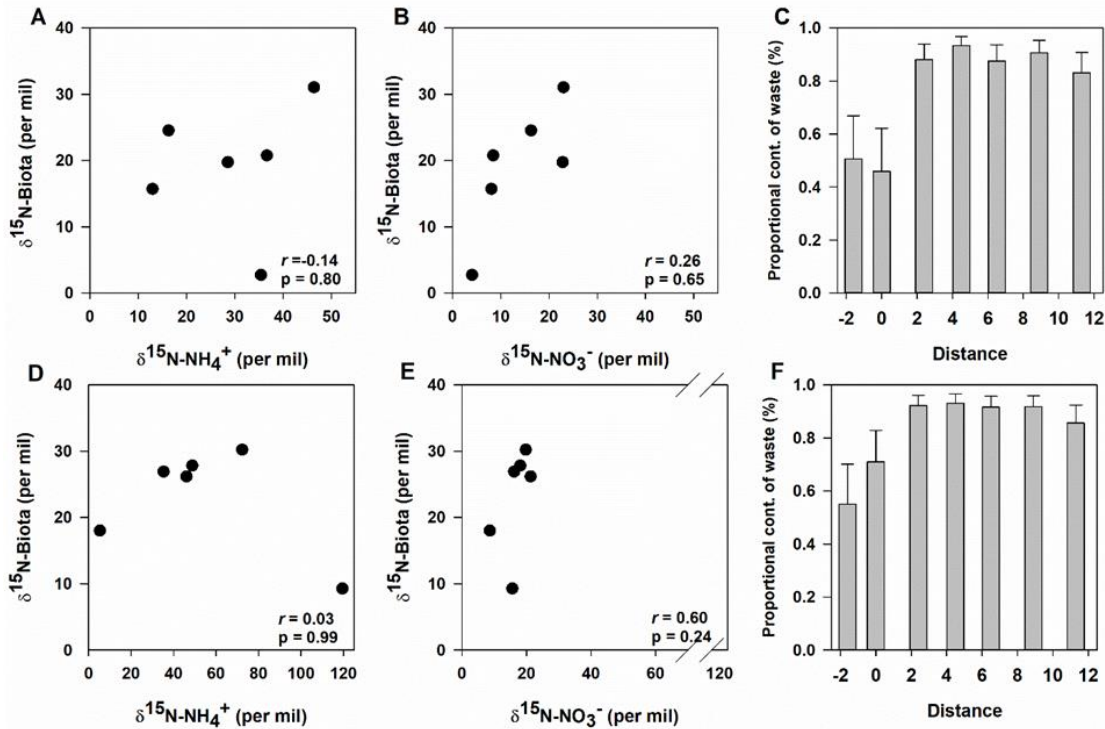 A
δ15N-Biota (per mil)
40
30
20
10
0
0 10 20 30 40 50
r =-0.14
p = 0.80
δ15N-NH4+ (per mil)
B
δ15N-Biota (per mil)
40
30
20
10
0
0 10 20 30 40 50
r = 0.26
p = 0.65
δ15N-NO3- (per mil)
C
Proportional cont. of waste (%)
1.0
0.8
0.6
0.4
0.2
0.0
-2 0 2 4 6 8 10 12
Distance
D
δ15N-Biota (per mil)
40
30
20
10
0
0 20 40 60 80 100 120
r = 0.03
p = 0.99
δ15N-NH4+ (per mil)
E
δ15N-Biota (per mil)
40
30
20
10
0
0 20 40 60 120
r = 0.60
p = 0.24
δ15N-NO3- (per mil)
F
Proportional cont. of waste (%)
1.0
0.8
0.6
0.4
0.2
0.0
-2 0 2 4 6 8 10 12
Distance